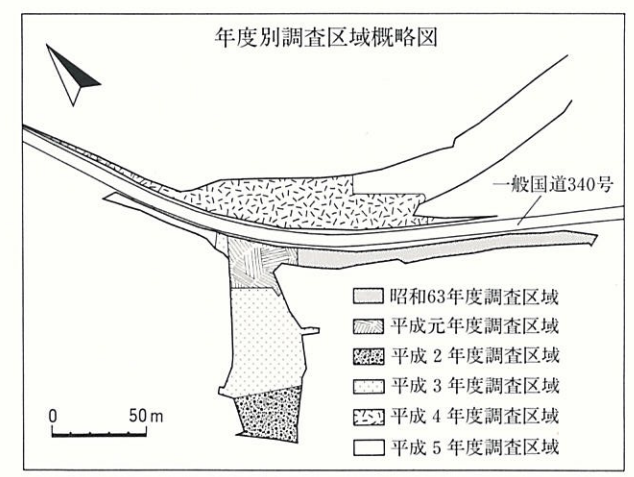 年度別調査区域概略図
一般国道340号
昭和63年度調査区域
平成元年度調査区域
平成2年度調査区域
平成3年度調査区域
平成4年度調査区域
平成5年度調査区域
0 50m